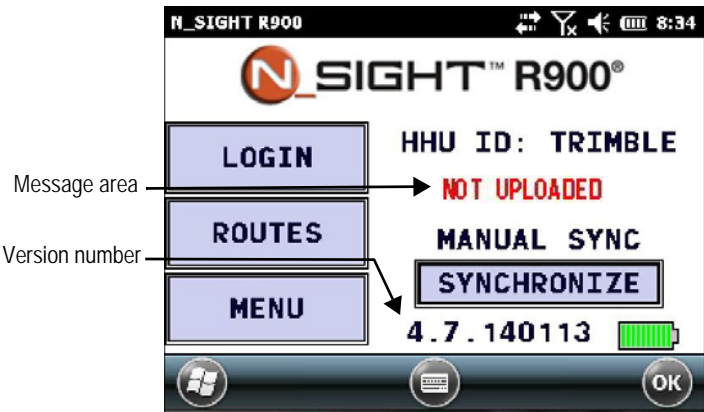 N_SIGHT R900 8:34
N_SIGHT™ R900®
LOGIN
HHU ID: TRIMBLE
Message area
NOT UPLOADED
ROUTES
MANUAL SYNC
Version number
SYNCHRONIZE
MENU
4.7.140113
OK